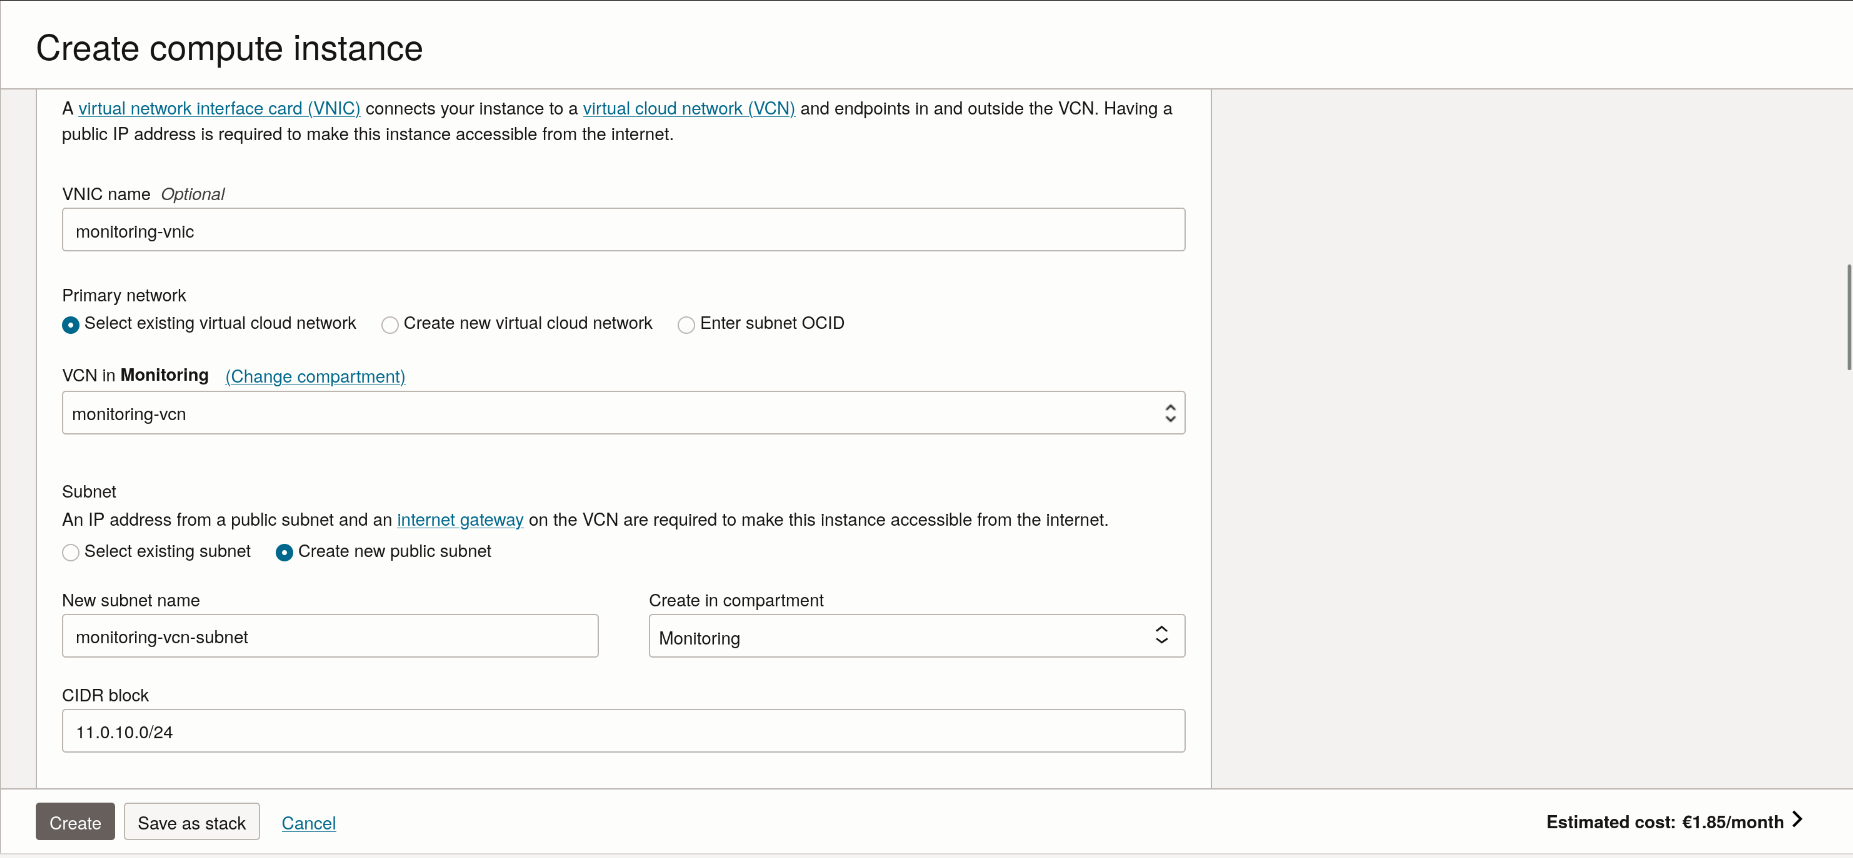 Create compute instance
A virtual network interface card (VNIC) connects your instance to a virtual cloud network (VCN) and endpoints in and outside the VCN. Having a
public IP address is required to make this instance accessible from the internet.
VNIC name Optional
monitoring-vnic
Primary network
Select existing virtual cloud network Create new virtual cloud network Enter subnet OCID
VCN in Monitoring (Change compartment)
monitoring-vcn
Subnet
An IP address from a public subnet and an internet gateway on the VCN are required to make this instance accessible from the internet.
Select existing subnet Create new public subnet
New subnet name Create in compartment
monitoring-vcn-subnet Monitoring
CIDR block
11.0.10.0/24
Create Save as stack Cancel Estimated cost: €1.85/month